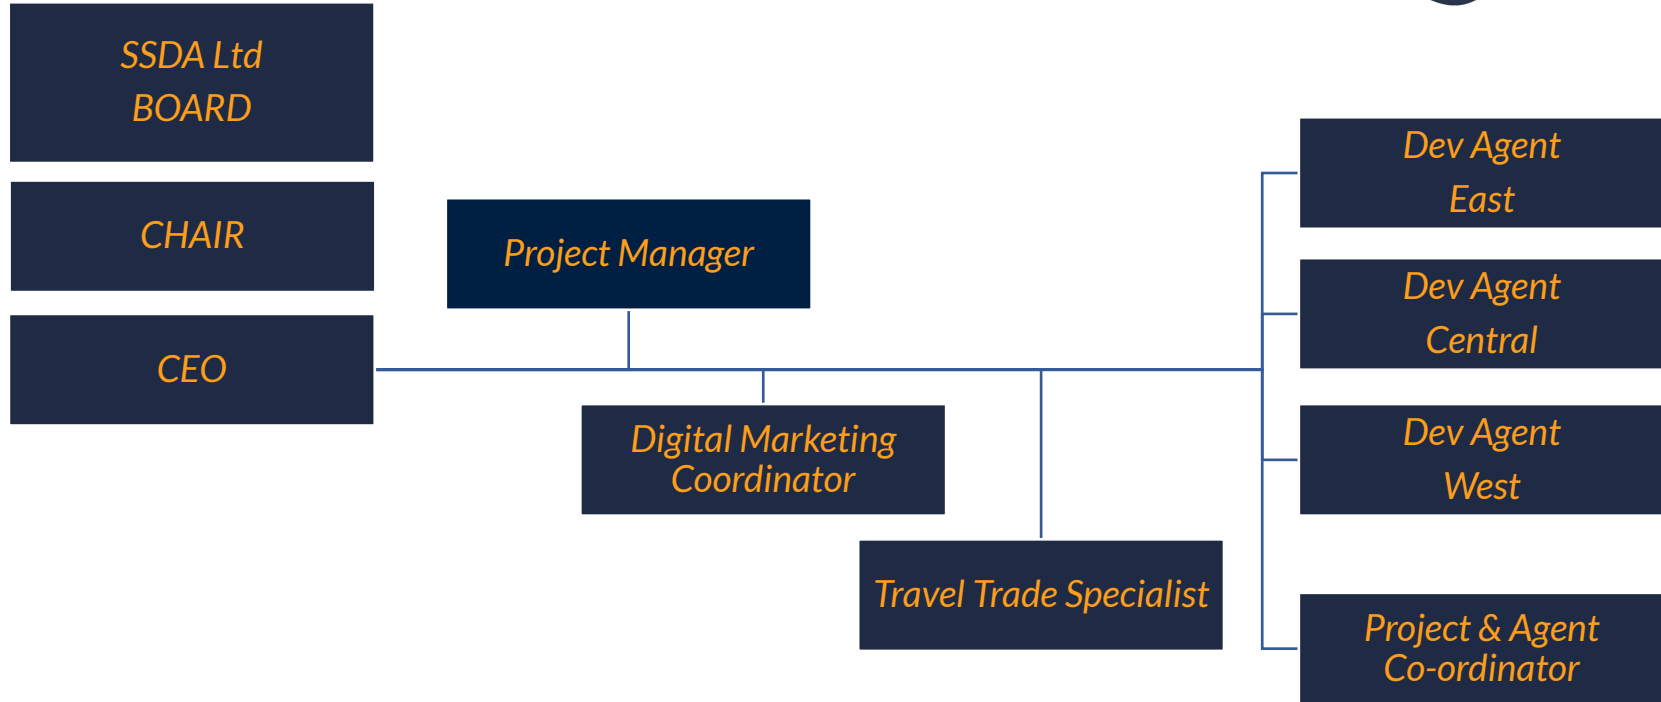 SSDA Ltd
BOARD
CHAIR
CEO
Project Manager
Digital Marketing
Coordinator
Travel Trade Specialist
Dev Agent
East
Dev Agent
Central
Dev Agent
West
Project & Agent
Co-ordinator